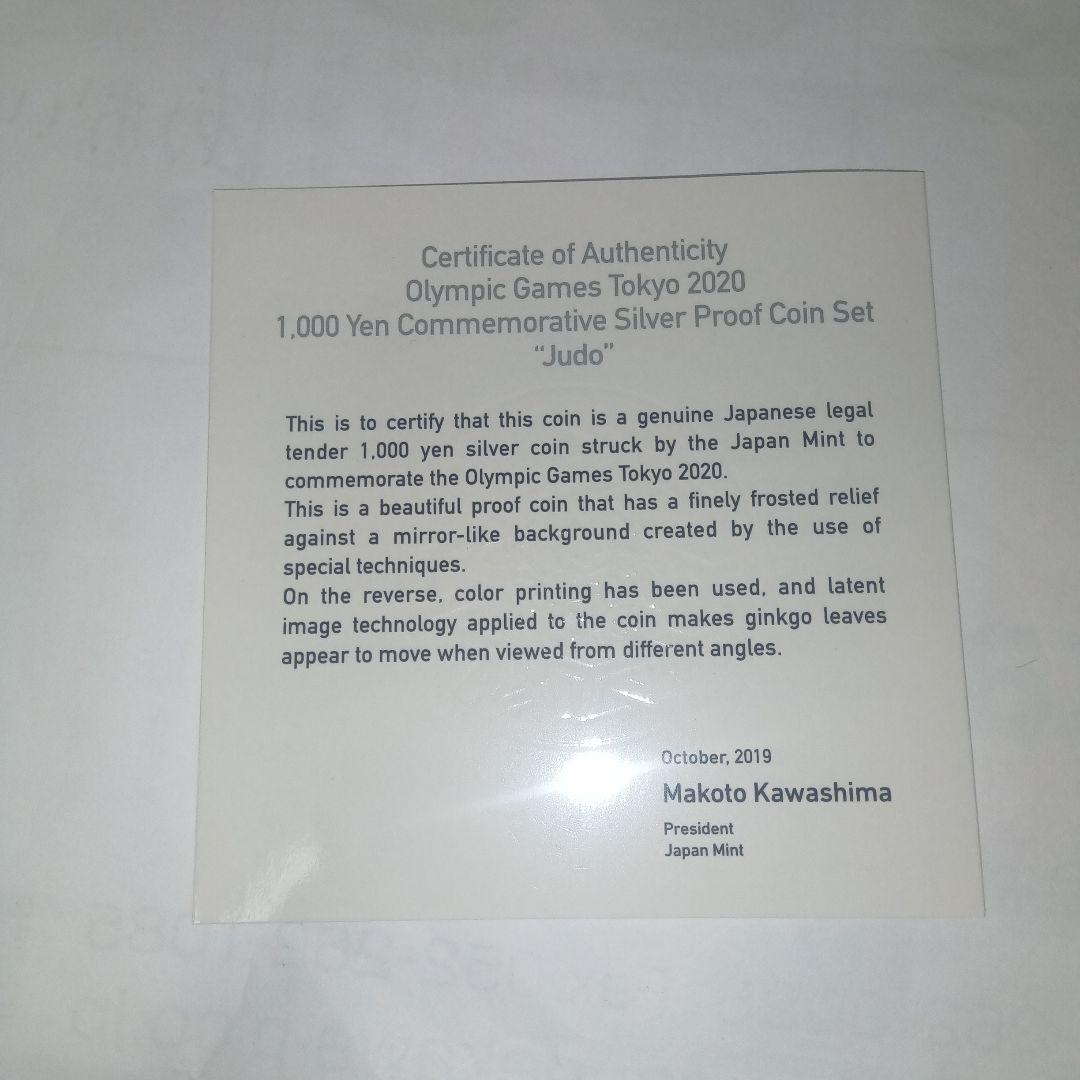 Certificate of Authenticity
Olympic Games Tokyo 2020
1,000 Yen Commemorative Silver Proof Coin Set
“Judo”
This is to certify that this coin is a genuine Japanese legal
tender 1,000 yen silver coin struck by the Japan Mint to
commemorate the Olympic Games Tokyo 2020.
This is a beautiful proof coin that has a finely frosted relief
against a mirror-like background created by the use of
special techniques.
On the reverse, color printing has been used, and latent
image technology applied to the coin makes ginkgo leaves
appear to move when viewed from different angles.
October, 2019
Makoto Kawashima
President
Japan Mint